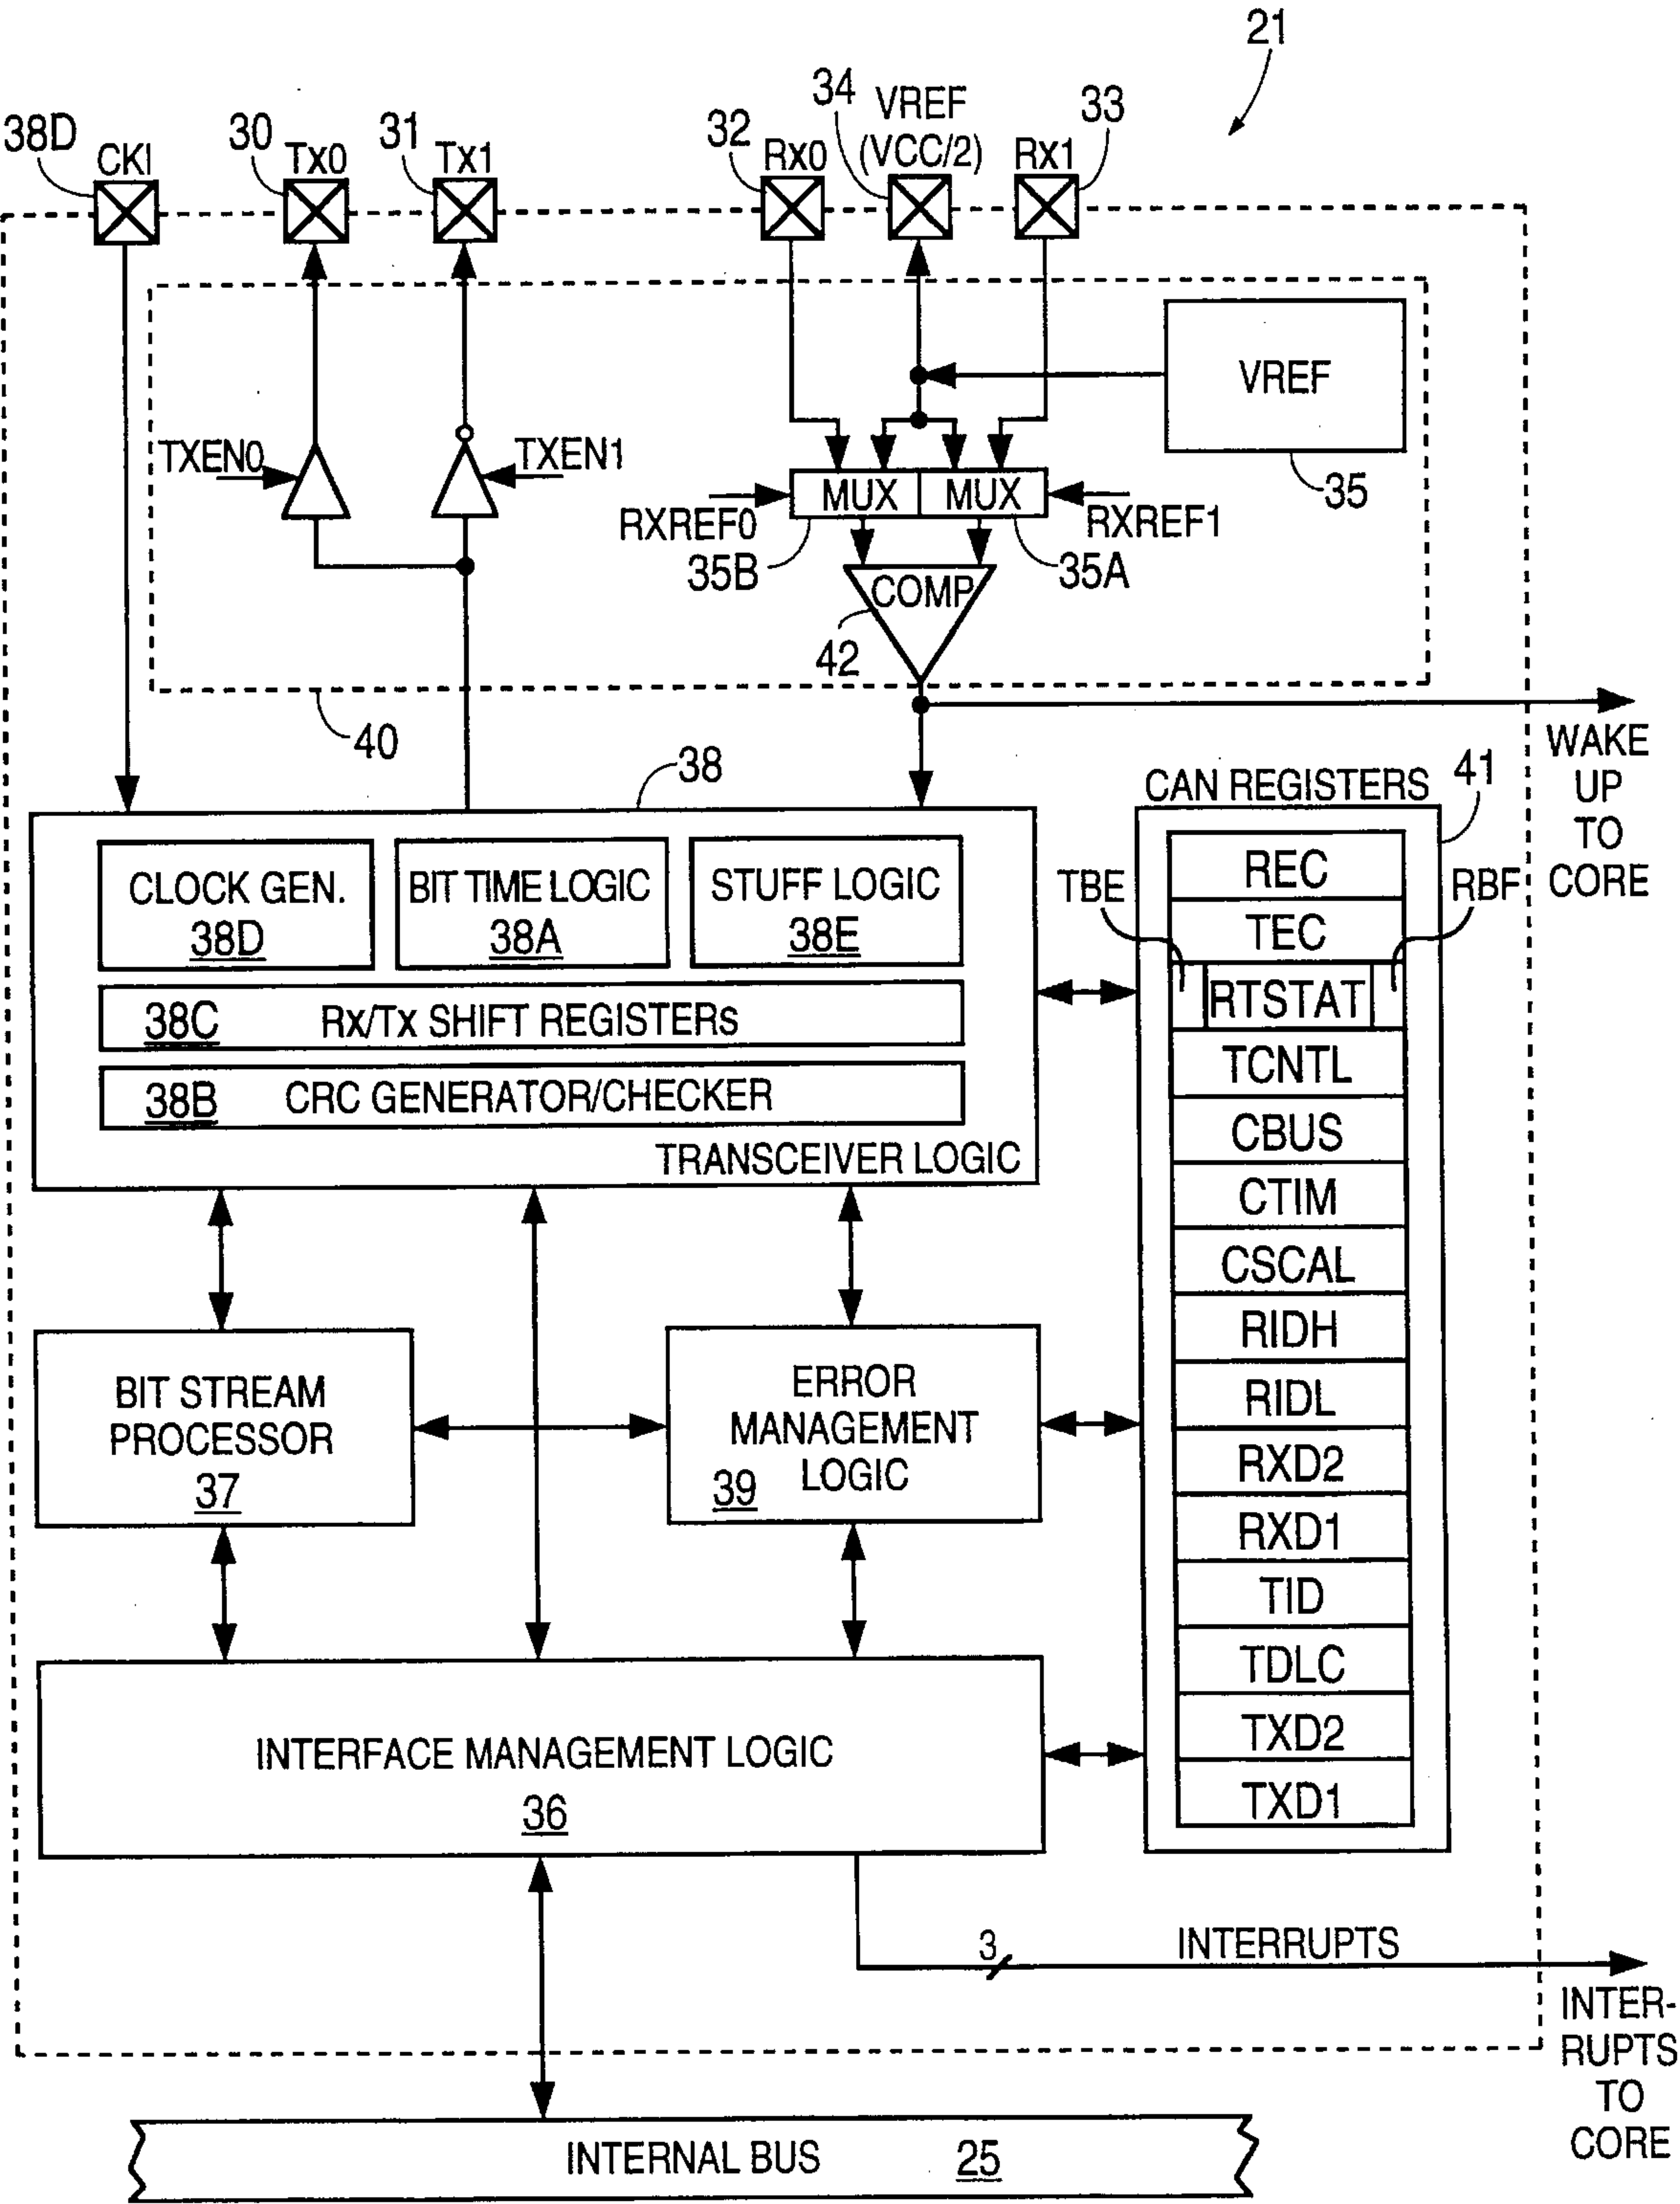 21
38D
CKI
30
Tx0
31
Tx1
32
Rx0
34
VREF
(VCC/2)
Rx1
33
VREF
35
TXEN0
TXEN1
RXREF0
MUX
MUX
RXREF1
35B
35A
COMP
42
40
WAKE
UP
TO
CORE
38
CAN REGISTERS
41
CLOCK GEN.
38D
BIT TIME LOGIC
38A
STUFF LOGIC
38E
38C
Rx/Tx SHIFT REGISTERs
38B
CRC GENERATOR/CHECKER
TRANSCEIVER LOGIC
TBE
RBF
REC
TEC
RTSTAT
TCNTL
CBUS
CTIM
CSCAL
RIDH
RIDL
RXD2
RXD1
TID
TDLC
TXD2
TXD1
BIT STREAM
PROCESSOR
37
ERROR
MANAGEMENT
LOGIC
39
INTERFACE MANAGEMENT LOGIC
36
3
INTERRUPTS
INTER-
RUPTS
TO
CORE
INTERNAL BUS
25